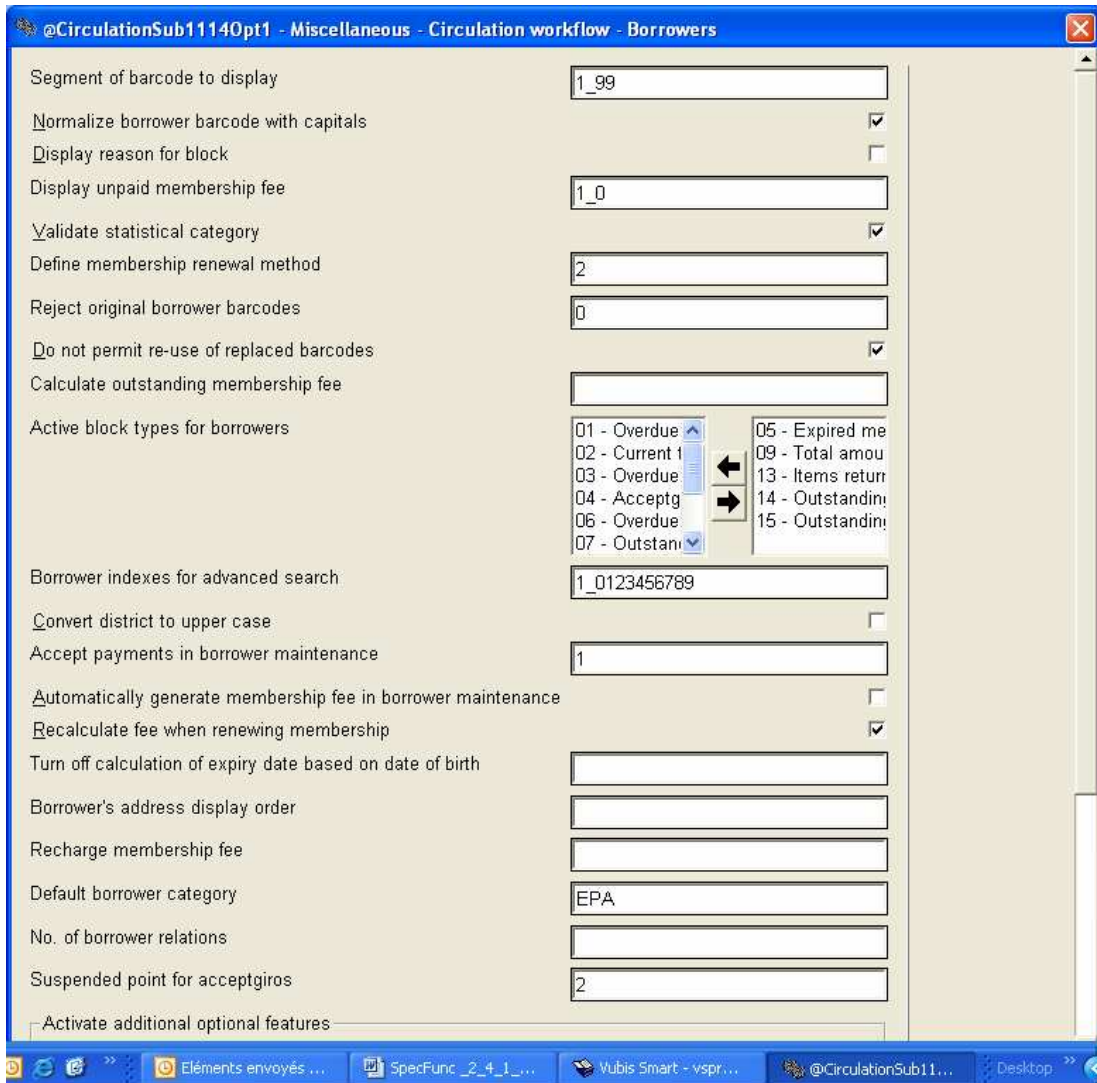 @CirculationSub11140pt1 - Miscellaneous - Circulation workflow - Borrowers
Segment of barcode to display 1_99
Normalize borrower barcode with capitals
Display reason for block
Display unpaid membership fee 1_0
Validate statistical category
Define membership renewal method 2
Reject original borrower barcodes 0
Do not permit re-use of replaced barcodes
Calculate outstanding membership fee
Active block types for borrowers
01 - Overdue 05 - Expired me
02 - Current t 09 - Total amou
03 - Overdue 13 - Items return
04 - Acceptg 14 - Outstanding
06 - Overdue 15 - Outstandin
07 - Outstan
Borrower indexes for advanced search 1_0123456789
Convert district to upper case
Accept payments in borrower maintenance 1
Automatically generate membership fee in borrower maintenance
Recalculate fee when renewing membership
Turn off calculation of expiry date based on date of birth
Borrower's address display order
Recharge membership fee
Default borrower category EPA
No. of borrower relations
Suspended point for acceptgiros 2
Activate additional optional features
Eléments envoyés ... SpecFunc _2_4_1_... Vubis Smart - vspr... @CirculationSub11... Desktop